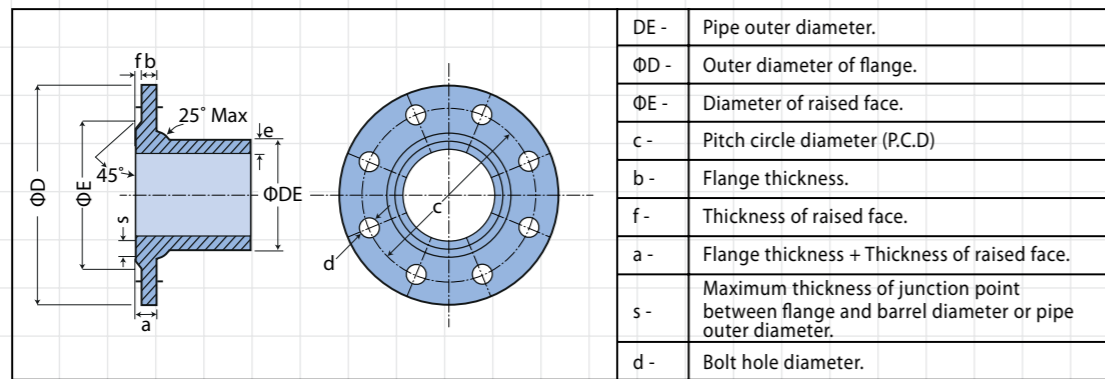 f b
25° Max
e
45°
ΦD
ΦE
s
ΦDE
a
c
d
DE - Pipe outer diameter.
ΦD - Outer diameter of flange.
ΦE - Diameter of raised face.
c - Pitch circle diameter (P.C.D)
b - Flange thickness.
f - Thickness of raised face.
a - Flange thickness + Thickness of raised face.
s - Maximum thickness of junction point
between flange and barrel diameter or pipe
outer diameter.
d - Bolt hole diameter.